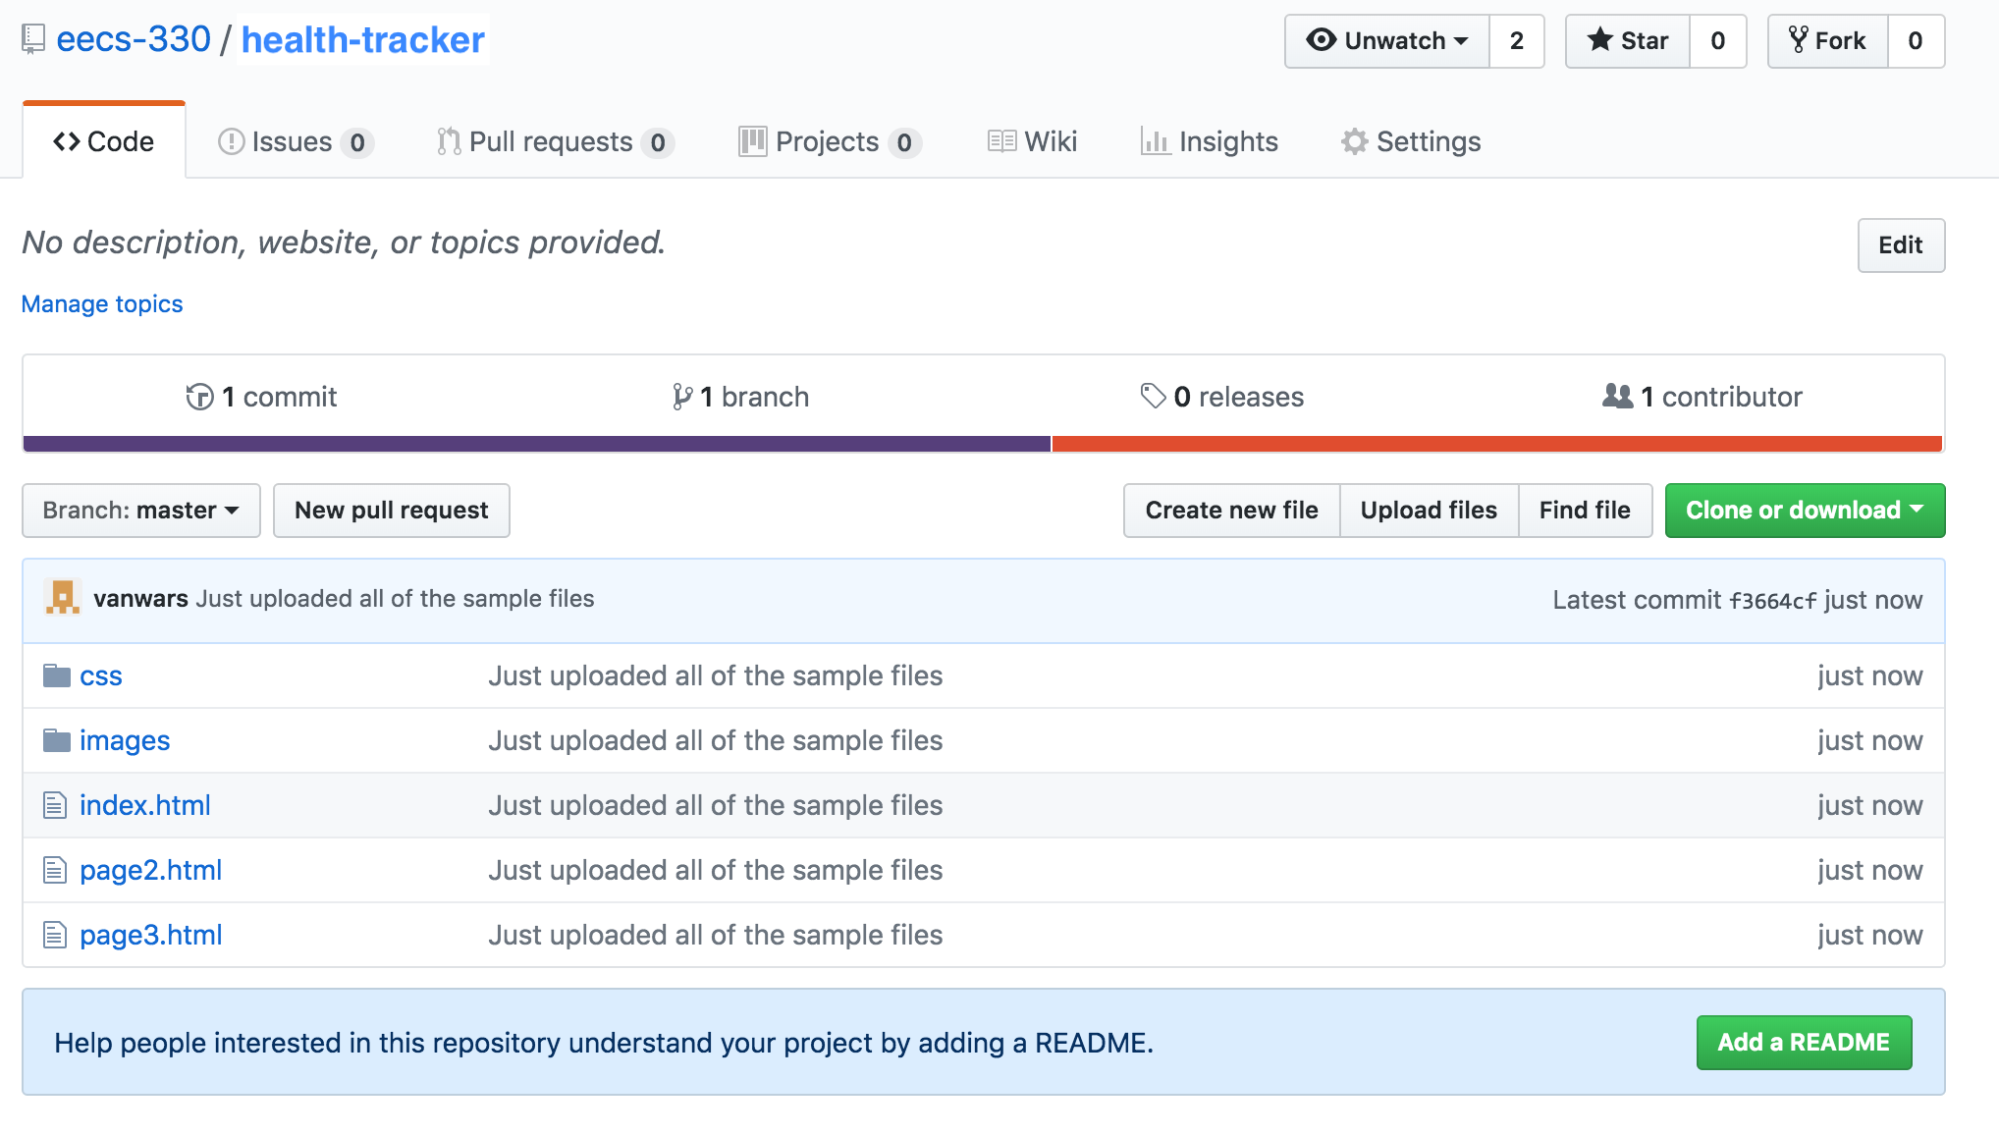 eecs-330 / health-tracker Unwatch 2 Star 0 Fork 0
Code Issues 0 Pull requests 0 Projects 0 Wiki Insights Settings
No description, website, or topics provided. Edit
Manage topics
1 commit 1 branch 0 releases 1 contributor
Branch: master New pull request Create new file Upload files Find file Clone or download
vanwars Just uploaded all of the sample files Latest commit f3664cf just now
css Just uploaded all of the sample files just now
images Just uploaded all of the sample files just now
index.html Just uploaded all of the sample files just now
page2.html Just uploaded all of the sample files just now
page3.html Just uploaded all of the sample files just now
Help people interested in this repository understand your project by adding a README. Add a README